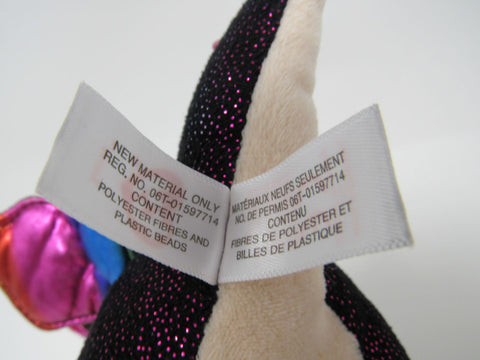 NEW MATERIAL ONLY
REG. NO. 06T-01597714
CONTENT
POLYESTER FIBRES AND
PLASTIC BEADS
MATÉRIAUX NEUFS SEULEMENT
NO. DE PERMIS 06T-01597714
CONTENU
FIBRES DE POLYESTER ET
BILLES DE PLASTIQUE